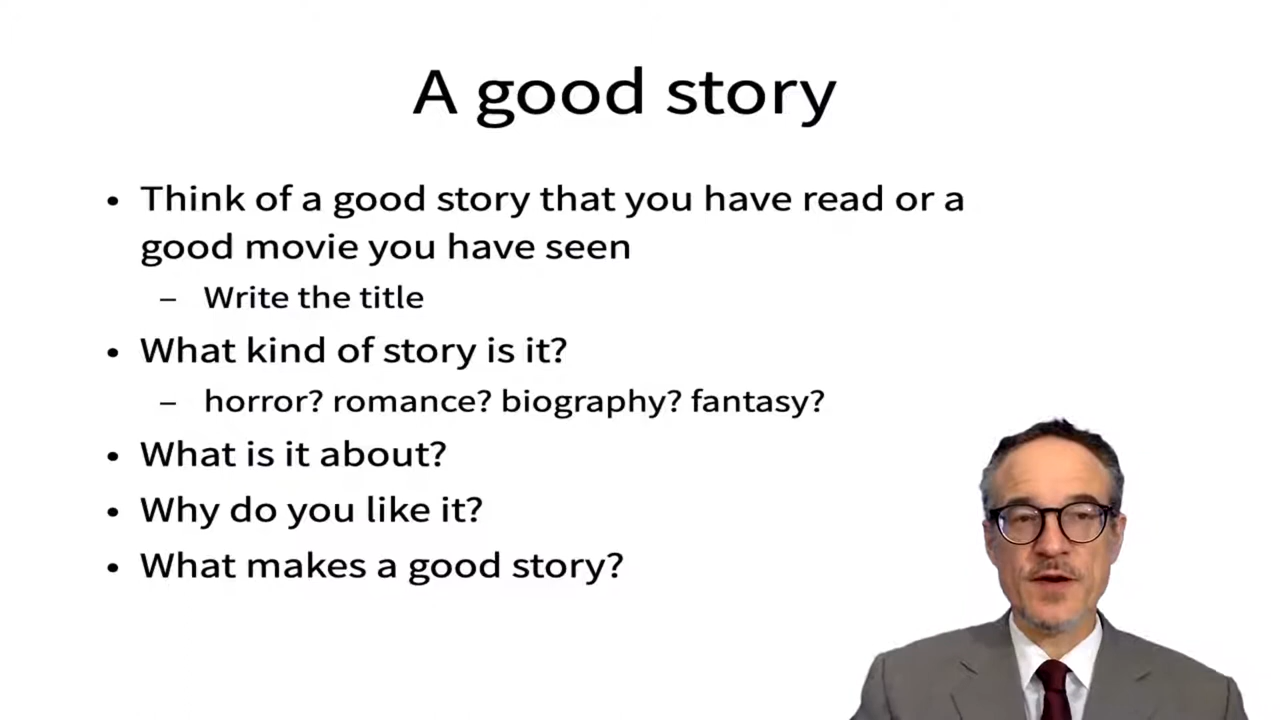 A good story
• Think of a good story that you have read or a
good movie you have seen
– Write the title
• What kind of story is it?
– horror? romance? biography? fantasy?
• What is it about?
• Why do you like it?
• What makes a good story?